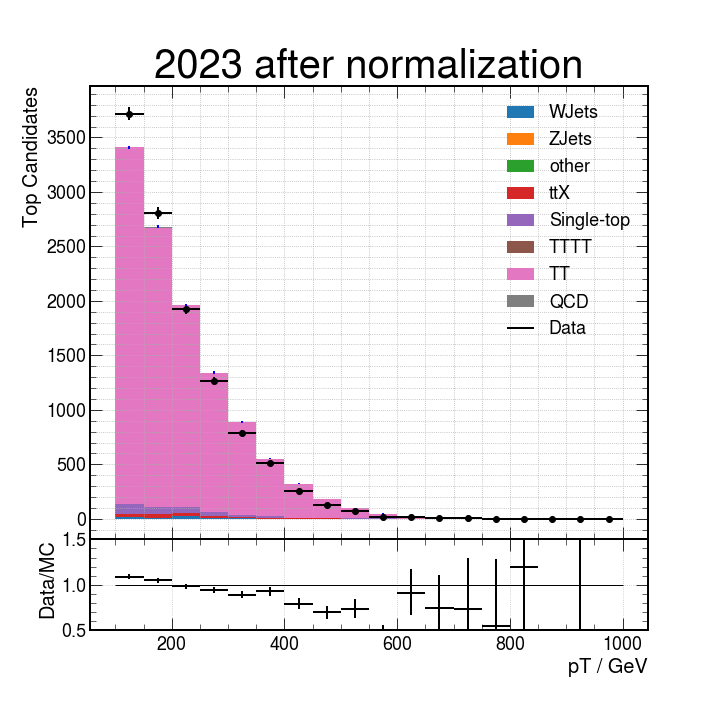 2023 after normalization
Top Candidates
3500
3000
2500
2000
1500
1000
500
0
WJets
ZJets
other
ttX
Single-top
TTTT
TT
QCD
Data
Data/MC
1.5
1.0
0.5
200
400
600
800
1000
pT / GeV